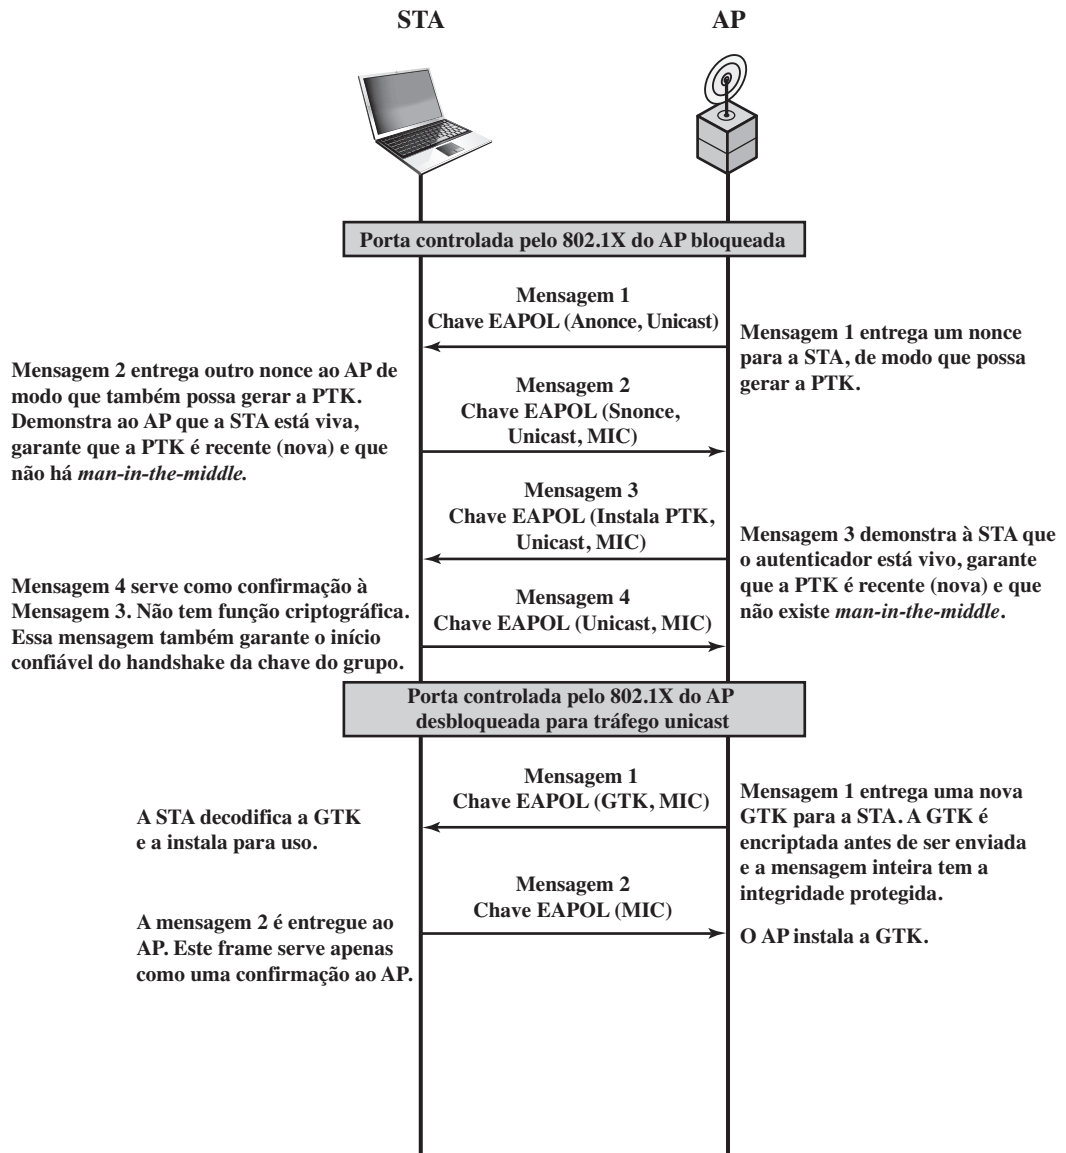 STA
AP
Porta controlada pelo 802.1X do AP bloqueada
Mensagem 1
Chave EAPOL (Anonce, Unicast)
Mensagem 1 entrega um nonce
para a STA, de modo que possa
gerar a PTK.
Mensagem 2 entrega outro nonce ao AP de
modo que também possa gerar a PTK.
Demonstra ao AP que a STA está viva,
garante que a PTK é recente (nova) e que
não há man-in-the-middle.
Mensagem 2
Chave EAPOL (Snonce,
Unicast, MIC)
Mensagem 3
Chave EAPOL (Instala PTK,
Unicast, MIC)
Mensagem 3 demonstra à STA que
o autenticador está vivo, garante
que a PTK é recente (nova) e que
não existe man-in-the-middle.
Mensagem 4 serve como confirmação à
Mensagem 3. Não tem função criptográfica.
Essa mensagem também garante o início
confiável do handshake da chave do grupo.
Mensagem 4
Chave EAPOL (Unicast, MIC)
Porta controlada pelo 802.1X do AP
desbloqueada para tráfego unicast
Mensagem 1
Chave EAPOL (GTK, MIC)
Mensagem 1 entrega uma nova
GTK para a STA. A GTK é
encriptada antes de ser enviada
e a mensagem inteira tem a
integridade protegida.
A STA decodifica a GTK
e a instala para uso.
Mensagem 2
Chave EAPOL (MIC)
A mensagem 2 é entregue ao
AP. Este frame serve apenas
como uma confirmação ao AP.
O AP instala a GTK.